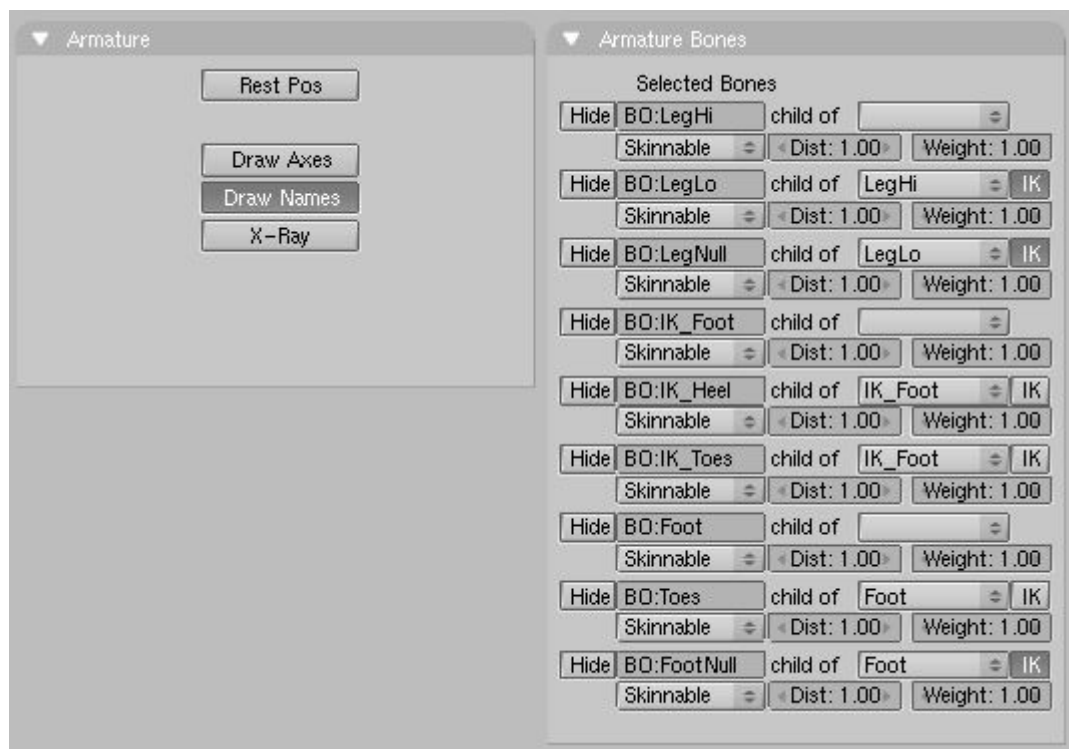 Armature
Rest Pos
Draw Axes
Draw Names
X-Ray
Armature Bones
Selected Bones
Hide BO:LegHi child of
Skinnable Dist: 1.00 Weight: 1.00
Hide BO:LegLo child of LegHi IK
Skinnable Dist: 1.00 Weight: 1.00
Hide BO:LegNull child of LegLo IK
Skinnable Dist: 1.00 Weight: 1.00
Hide BO:IK_Foot child of
Skinnable Dist: 1.00 Weight: 1.00
Hide BO:IK_Heel child of IK_Foot IK
Skinnable Dist: 1.00 Weight: 1.00
Hide BO:IK_Toes child of IK_Foot IK
Skinnable Dist: 1.00 Weight: 1.00
Hide BO:Foot child of
Skinnable Dist: 1.00 Weight: 1.00
Hide BO:Toes child of Foot IK
Skinnable Dist: 1.00 Weight: 1.00
Hide BO:FootNull child of Foot IK
Skinnable Dist: 1.00 Weight: 1.00